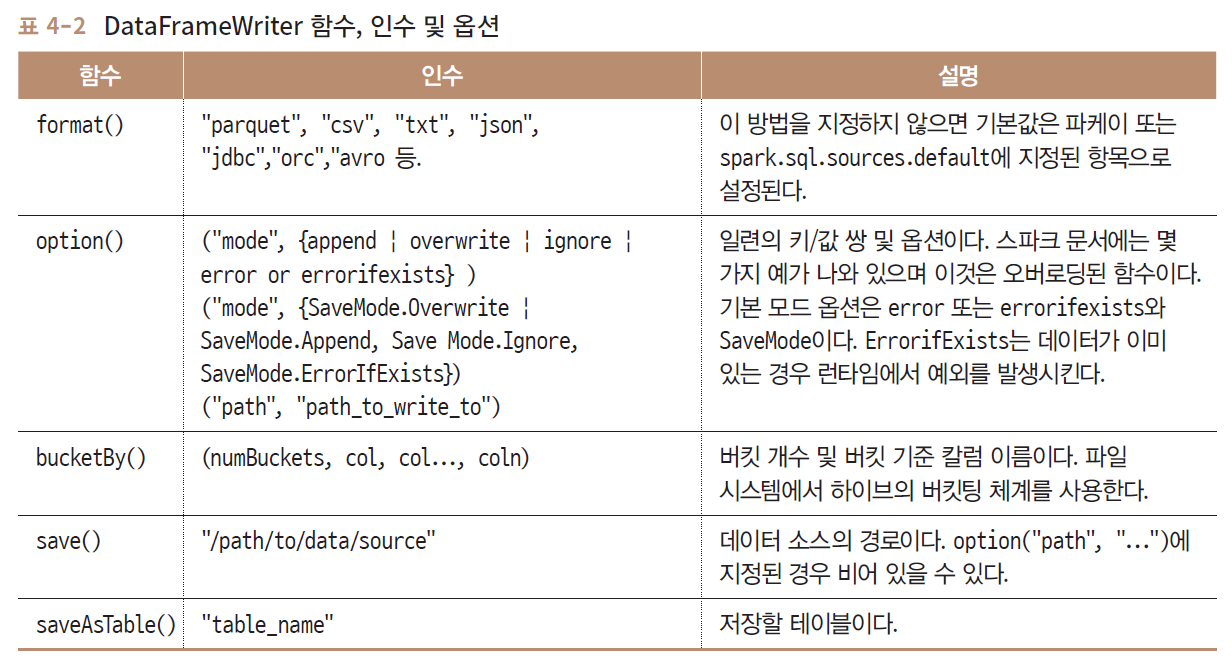 표 4-2 DataFrameWriter 함수, 인수 및 옵션
함수 인수 설명
format() "parquet", "csv", "txt", "json", 이 방법을 지정하지 않으면 기본값은 파케이 또는
"jdbc","orc","avro 등. spark.sql.sources.default에 지정된 항목으로
설정된다.
option() ("mode", {append ¦ overwrite ¦ ignore ¦ 일련의 키/값 쌍 및 옵션이다. 스파크 문서에는 몇
error or errorifexists} ) 가지 예가 나와 있으며 이것은 오버로딩된 함수이다.
("mode", {SaveMode.Overwrite ¦ 기본 모드 옵션은 error 또는 errorifexists와
SaveMode.Append, Save Mode.Ignore, SaveMode이다. ErrorifExists는 데이터가 이미
SaveMode.ErrorIfExists}) 있는 경우 런타임에서 예외를 발생시킨다.
("path", "path_to_write_to")
bucketBy() (numBuckets, col, col..., coln) 버킷 개수 및 버킷 기준 칼럼 이름이다. 파일
시스템에서 하이브의 버킷팅 체계를 사용한다.
save() "/path/to/data/source" 데이터 소스의 경로이다. option("path", "...")에
지정된 경우 비어 있을 수 있다.
saveAsTable() "table_name" 저장할 테이블이다.